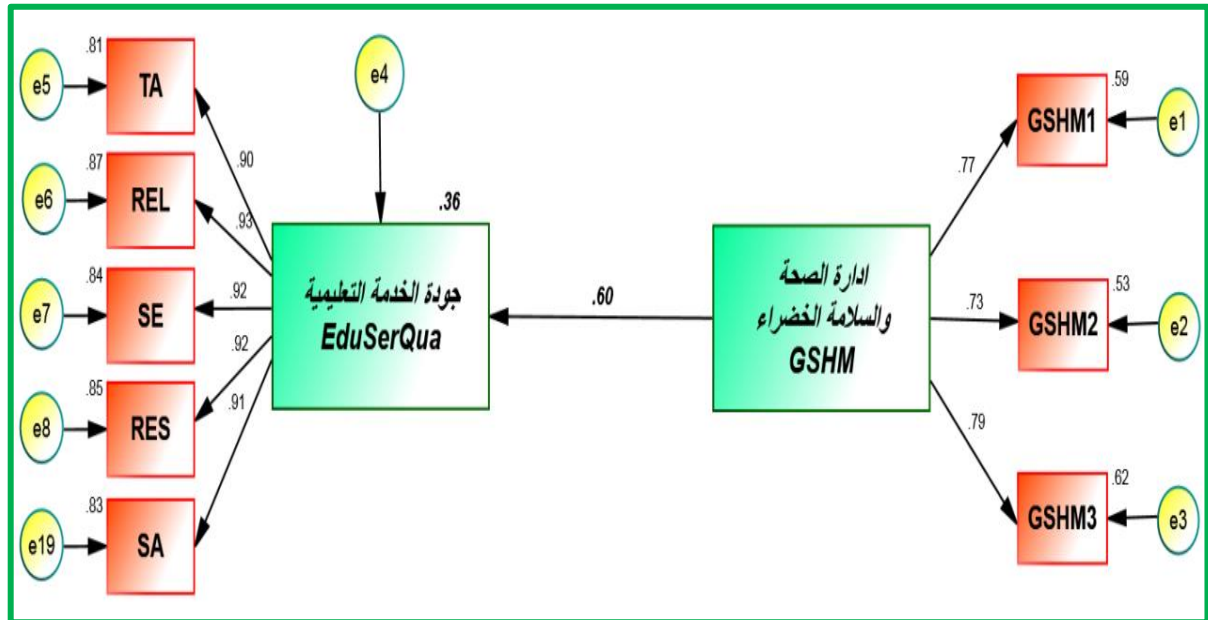 .81
e5
TA
.90
.87
e6
REL
.93
.84
e7
SE
.92
.85
e8
RES
.92
.83
e19
SA
.91
e4
.36
جودة الخدمة التعليمية
EduSerQua
.60
ادارة الصحة
والسلامة الخضراء
GSHM
.77
.59
GSHM1
e1
.73
.53
GSHM2
e2
.79
.62
GSHM3
e3